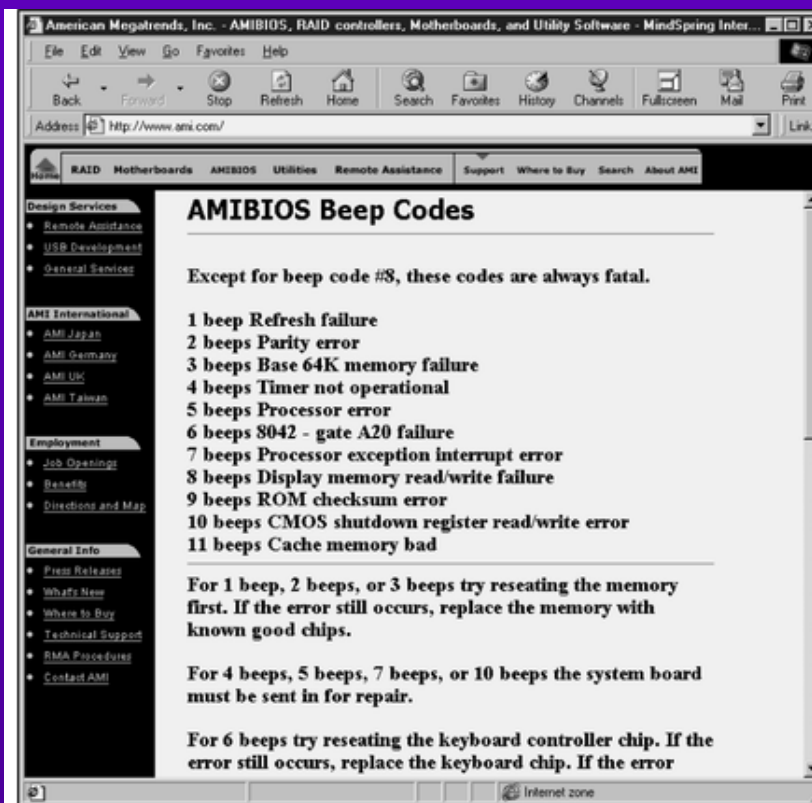 American Megatrends, Inc. - AMIBIOS, RAID controllers, Motherboards, and Utility Software - MindSpring Inter...
File Edit View Go Favorites Help
Back Forward Stop Refresh Home Search Favorites History Channels Fullscreen Mail Print
Address http://www.ami.com/ Link
Home RAID Motherboards AMIBIOS Utilities Remote Assistance Support Where to Buy Search About AMI
Design Services
Remote Assistance
USB Development
General Services
AMI International
AMI Japan
AMI Germany
AMI UK
AMI Taiwan
Employment
Job Openings
Benefits
Directions and Map
General Info
Press Releases
What's New
Where to Buy
Technical Support
RMA Procedures
Contact AMI
AMIBIOS Beep Codes
Except for beep code #8, these codes are always fatal.
1 beep Refresh failure
2 beeps Parity error
3 beeps Base 64K memory failure
4 beeps Timer not operational
5 beeps Processor error
6 beeps 8042 - gate A20 failure
7 beeps Processor exception interrupt error
8 beeps Display memory read/write failure
9 beeps ROM checksum error
10 beeps CMOS shutdown register read/write error
11 beeps Cache memory bad
For 1 beep, 2 beeps, or 3 beeps try reseating the memory
first. If the error still occurs, replace the memory with
known good chips.
For 4 beeps, 5 beeps, 7 beeps, or 10 beeps the system board
must be sent in for repair.
For 6 beeps try reseating the keyboard controller chip. If the
error still occurs, replace the keyboard chip. If the error
Internet zone